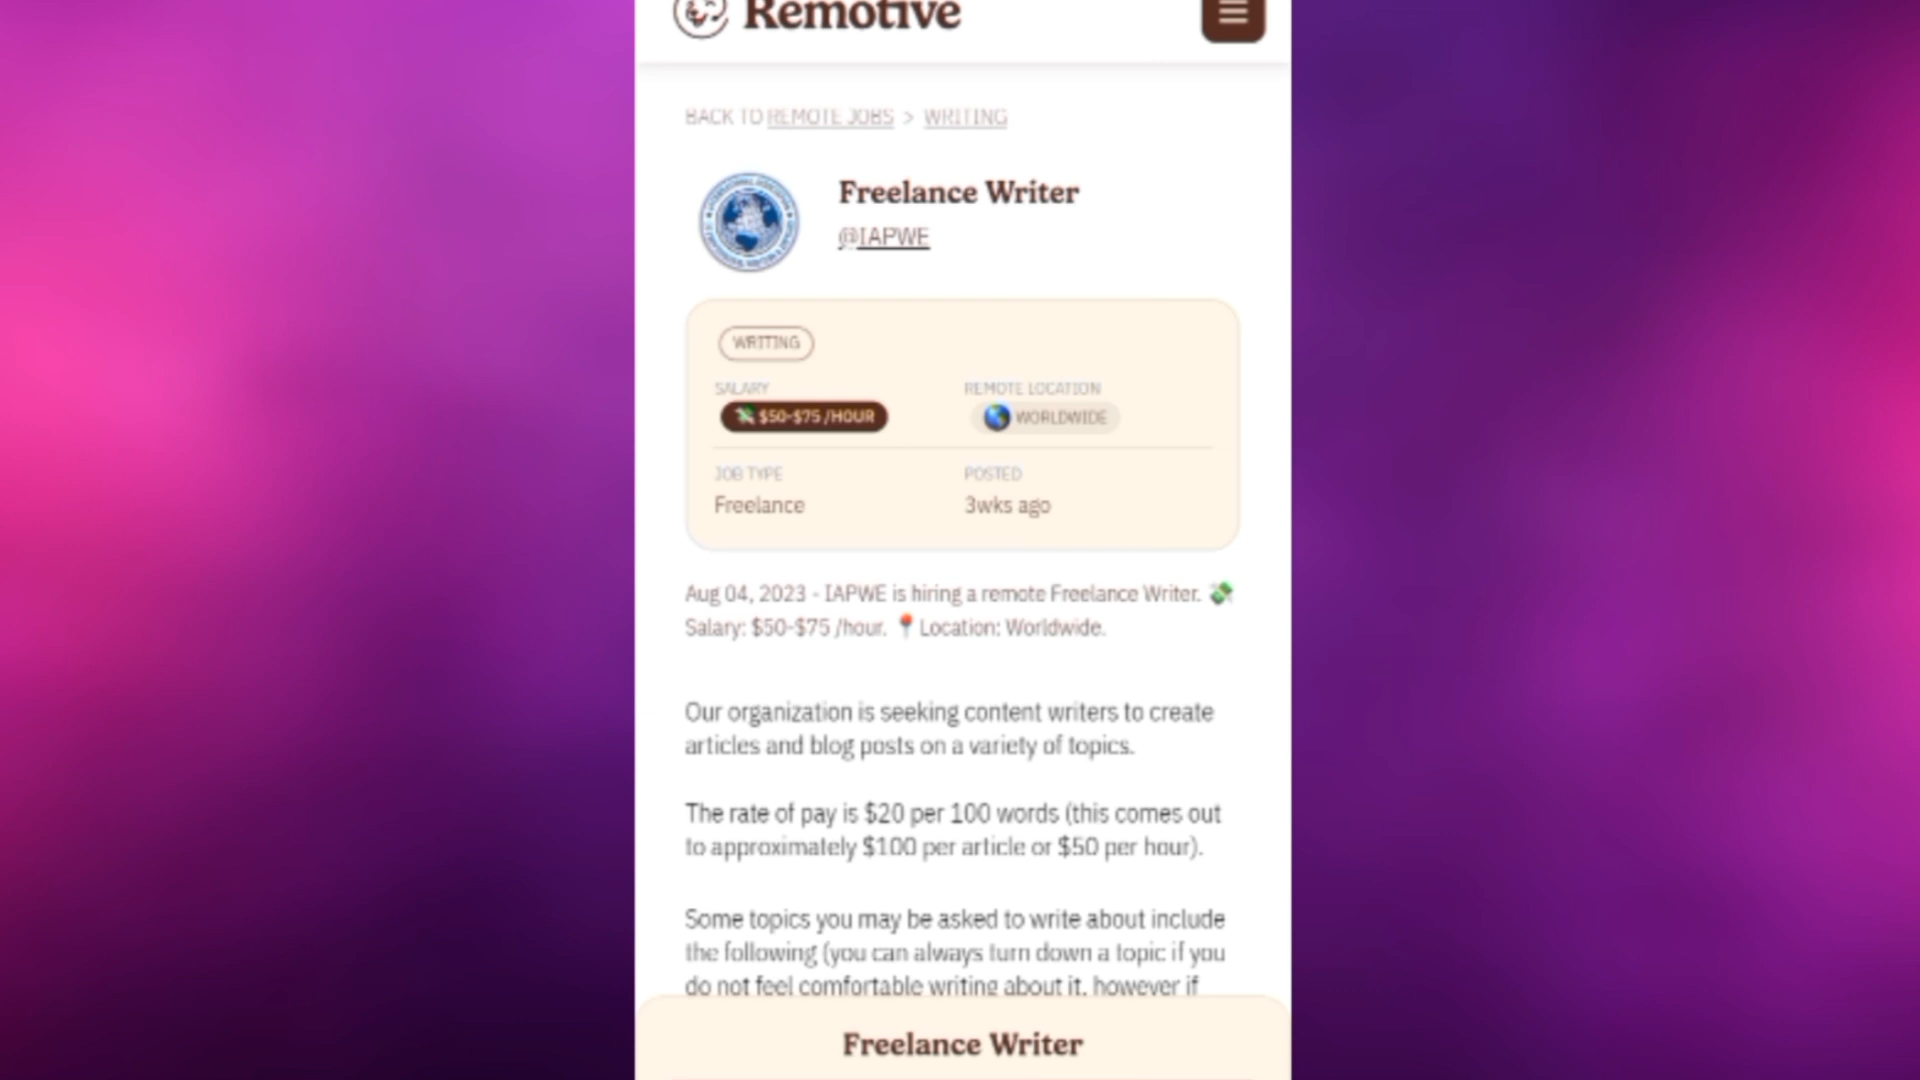 Remotive
BACK TO REMOTE JOBS > WRITING
Freelance Writer
@IAPWE
WRITING
SALARY
REMOTE LOCATION
$50-$75 /HOUR
WORLDWIDE
JOB TYPE
POSTED
Freelance
3wks ago
Aug 04, 2023 - IAPWE is hiring a remote Freelance Writer. 💸
Salary: $50-$75 /hour. 📍 Location: Worldwide.
Our organization is seeking content writers to create
articles and blog posts on a variety of topics.
The rate of pay is $20 per 100 words (this comes out
to approximately $100 per article or $50 per hour).
Some topics you may be asked to write about include
the following (you can always turn down a topic if you
do not feel comfortable writing about it, however if
Freelance Writer